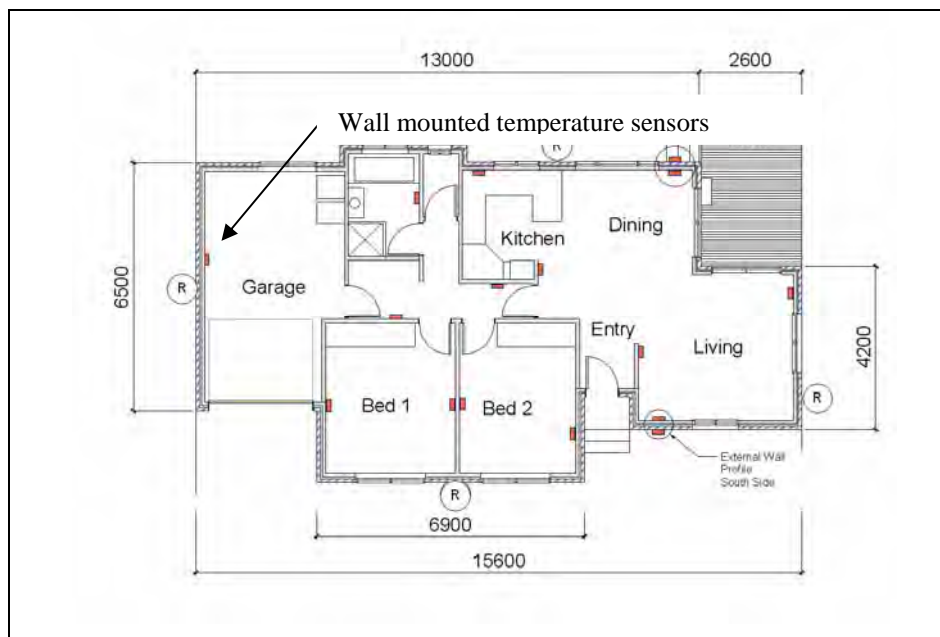 13000
2600
Wall mounted temperature sensors
R
Kitchen
Dining
6500
R
Garage
Entry
Living
4200
Bed 1
Bed 2
R
External Wall
Profile
South Side
R
6900
15600